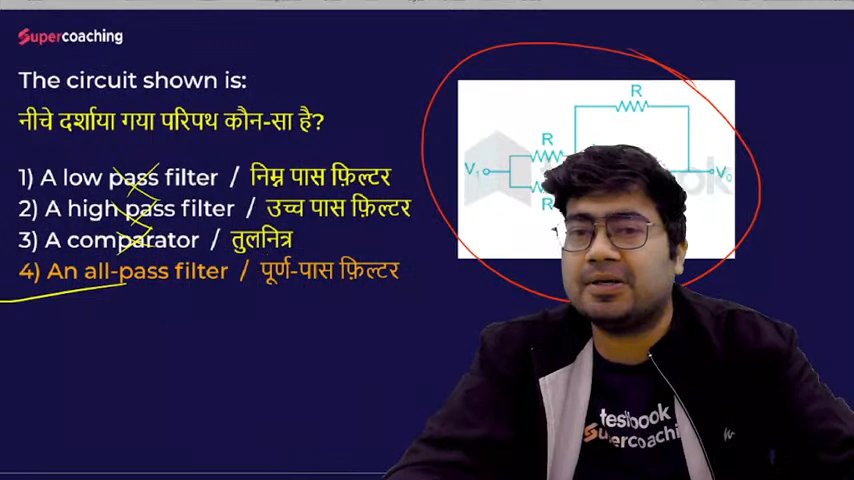 Supercoaching
The circuit shown is:
नीचे दर्शाया गया परिपथ कौन-सा है?
R
R
1) A low pass filter / निम्न पास फ़िल्टर
V
V₀
2) A high pass filter / उच्च पास फ़िल्टर
R
3) A comparator / तुलनित्र
4) An all-pass filter / पूर्ण-पास फ़िल्टर
testbook
Supercoaching